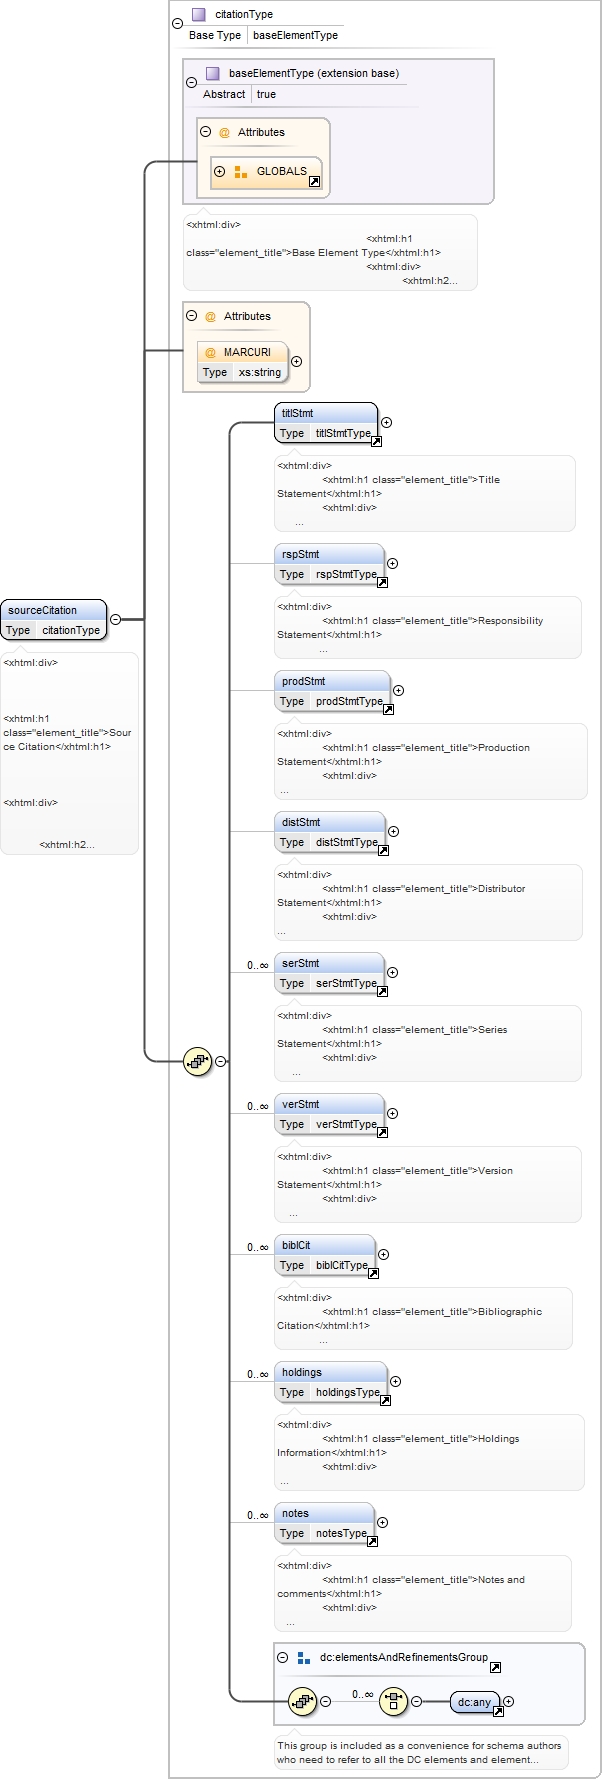 citationType
Base Type baseElementType
baseElementType (extension base)
Abstract true
@ Attributes
GLOBALS
<xhtml:div>
<xhtml:h1
class="element_title">Base Element Type</xhtml:h1>
<xhtml:div>
<xhtml:h2...
@ Attributes
@ MARCURI
Type xs:string
titlStmt
Type titlStmtType
<xhtml:div>
<xhtml:h1 class="element_title">Title
Statement</xhtml:h1>
<xhtml:div>
...
rspStmt
Type rspStmtType
<xhtml:div>
<xhtml:h1 class="element_title">Responsibility
Statement</xhtml:h1>
...
sourceCitation
Type citationType
<xhtml:div>
<xhtml:h1
class="element_title">Sour
ce Citation</xhtml:h1>
<xhtml:div>
<xhtml:h2...
prodStmt
Type prodStmtType
<xhtml:div>
<xhtml:h1 class="element_title">Production
Statement</xhtml:h1>
<xhtml:div>
...
distStmt
Type distStmtType
<xhtml:div>
<xhtml:h1 class="element_title">Distributor
Statement</xhtml:h1>
<xhtml:div>
...
0..∞ serStmt
Type serStmtType
<xhtml:div>
<xhtml:h1 class="element_title">Series
Statement</xhtml:h1>
<xhtml:div>
...
0..∞ verStmt
Type verStmtType
<xhtml:div>
<xhtml:h1 class="element_title">Version
Statement</xhtml:h1>
<xhtml:div>
...
0..∞ biblCit
Type biblCitType
<xhtml:div>
<xhtml:h1 class="element_title">Bibliographic
Citation</xhtml:h1>
...
0..∞ holdings
Type holdingsType
<xhtml:div>
<xhtml:h1 class="element_title">Holdings
Information</xhtml:h1>
<xhtml:div>
...
0..∞ notes
Type notesType
<xhtml:div>
<xhtml:h1 class="element_title">Notes and
comments</xhtml:h1>
<xhtml:div>
...
dc:elementsAndRefinementsGroup
0..∞ dc:any
This group is included as a convenience for schema authors
who need to refer to all the DC elements and element...